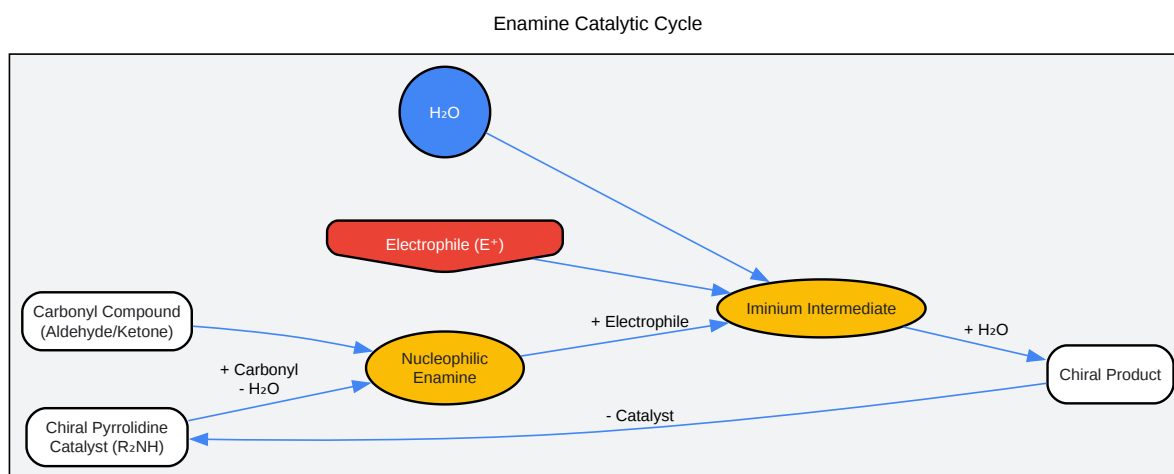 Enamine Catalytic Cycle
H₂O
Electrophile (E⁺)
Carbonyl Compound
(Aldehyde/Ketone)
+ Electrophile
Iminium Intermediate
+ H₂O
Nucleophilic
Enamine
+ Carbonyl
- H₂O
Chiral Product
- Catalyst
Chiral Pyrrolidine
Catalyst (R₂NH)